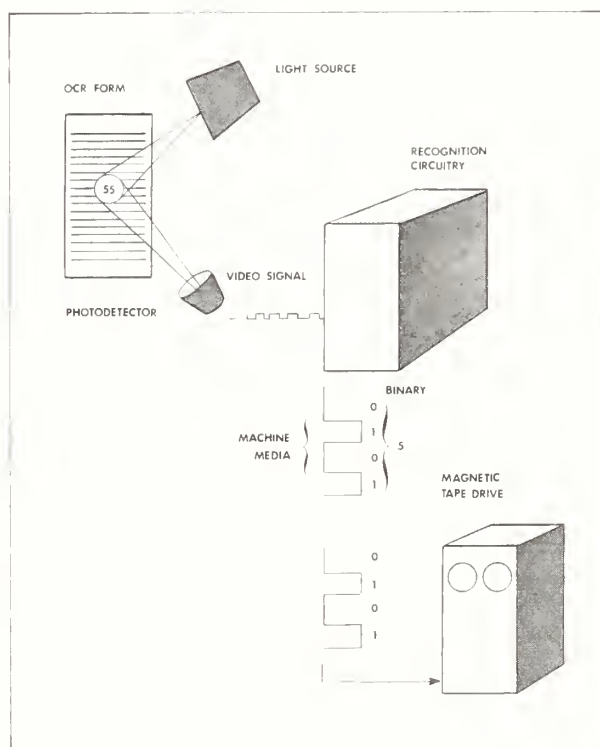 LIGHT SOURCE
OCR FORM
55
RECOGNITION
CIRCUITRY
VIDEO SIGNAL
PHOTODETECTOR
BINARY
0
1
0
1
5
MACHINE
MEDIA
MAGNETIC
TAPE DRIVE
0
1
0
1